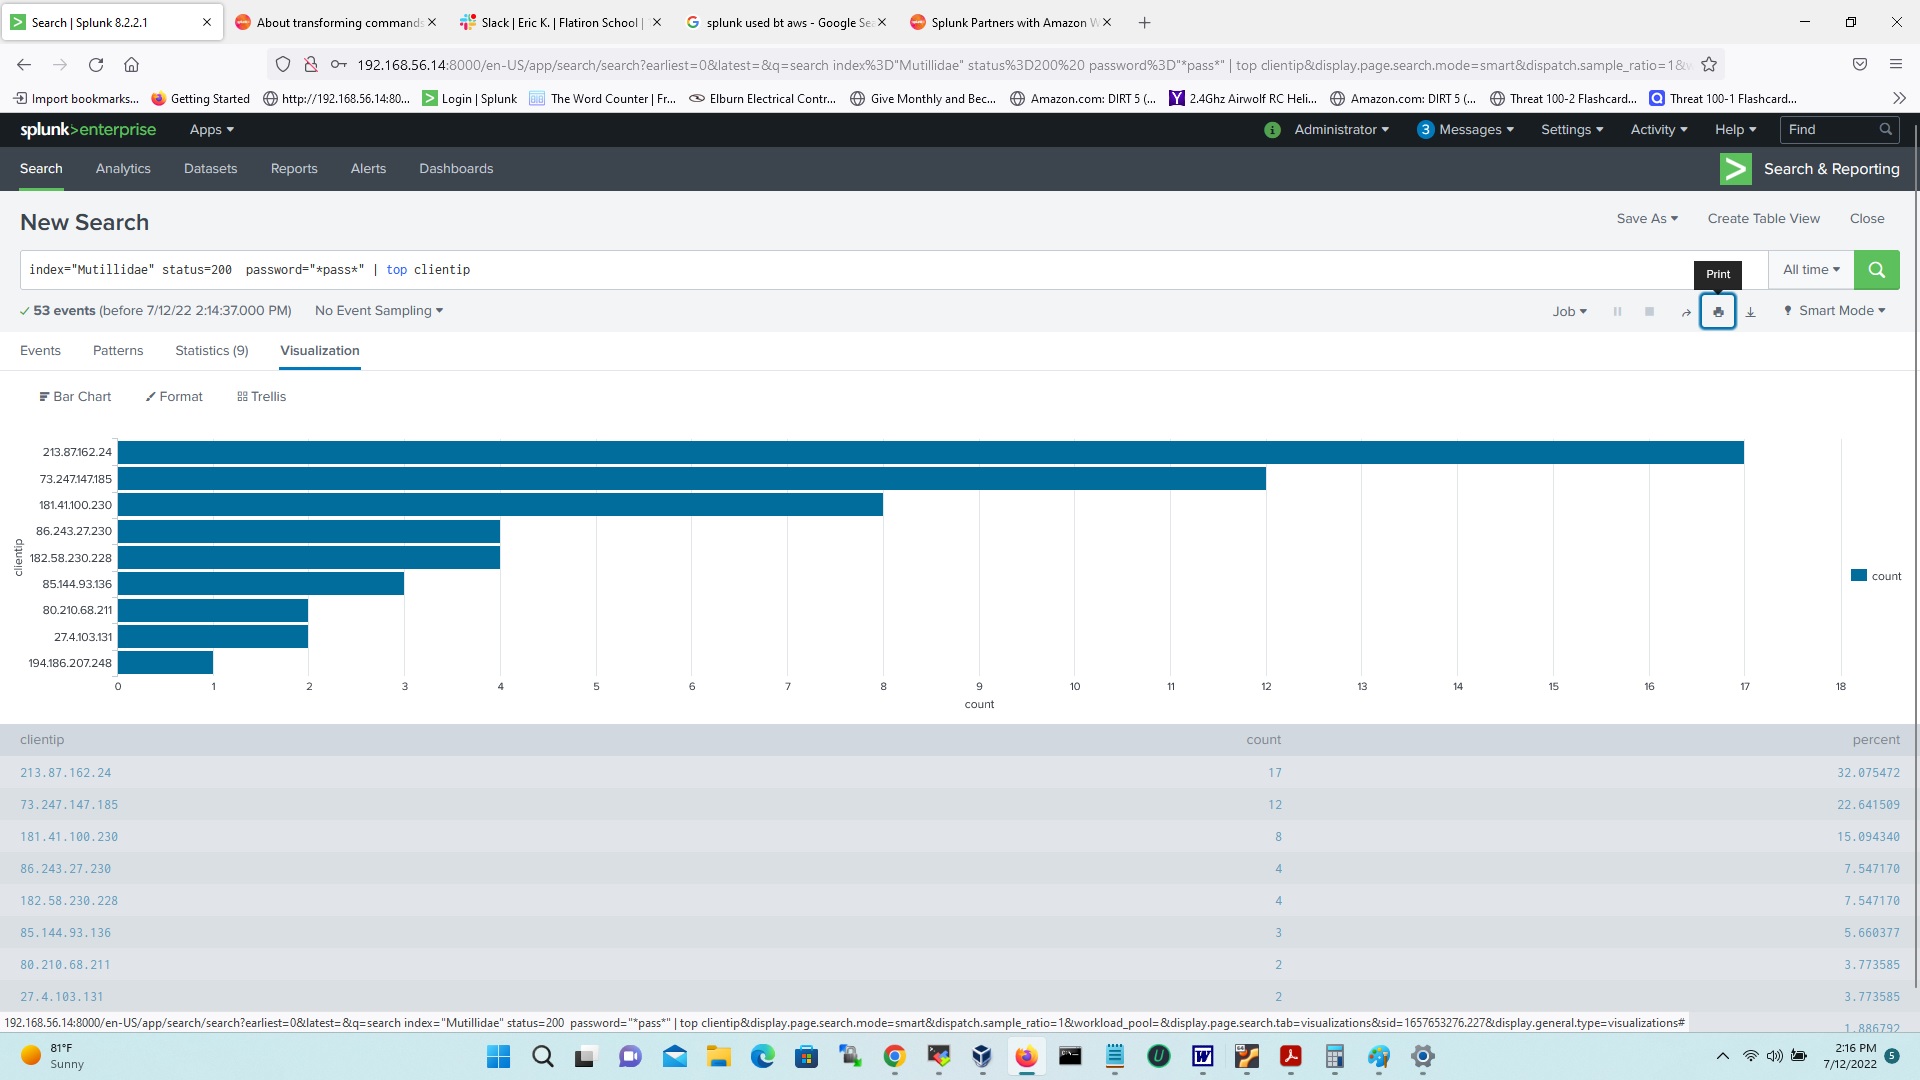 Search | Splunk 8.2.2.1
About transforming commands
Slack | Eric K. | Flatiron School |
splunk used bt aws - Google Se
Splunk Partners with Amazon W
192.168.56.14:8000/en-US/app/search/search?earliest=0&latest=&q=search index%3D"Mutillidae" status%3D200%20 password%3D"*pass*" | top clientip&display.page.search.mode=smart&dispatch.sample_ratio=1&w
Import bookmarks...
Getting Started
http://192.168.56.14:80...
Login | Splunk
The Word Counter | Fr...
Elburn Electrical Contr...
Give Monthly and Bec...
Amazon.com: DIRT 5 (...
2.4Ghz Airwolf RC Heli...
Amazon.com: DIRT 5 (...
Threat 100-2 Flashcard...
Threat 100-1 Flashcard...
splunk>enterprise
Apps
i
Administrator
3 Messages
Settings
Activity
Help
Find
Search
Analytics
Datasets
Reports
Alerts
Dashboards
Search & Reporting
New Search
Save As
Create Table View
Close
index="Mutillidae" status=200  password="*pass*" | top clientip
Print
All time
53 events (before 7/12/22 2:14:37.000 PM)
No Event Sampling
Job
Smart Mode
Events
Patterns
Statistics (9)
Visualization
Bar Chart
Format
Trellis
clientip
213.87.162.24
73.247.147.185
181.41.100.230
86.243.27.230
182.58.230.228
85.144.93.136
80.210.68.211
27.4.103.131
194.186.207.248
0 1 2 3 4 5 6 7 8 9 10 11 12 13 14 15 16 17 18
count
count
clientip count percent
213.87.162.24 17 32.075472
73.247.147.185 12 22.641509
181.41.100.230 8 15.094340
86.243.27.230 4 7.547170
182.58.230.228 4 7.547170
85.144.93.136 3 5.660377
80.210.68.211 2 3.773585
27.4.103.131 2 3.773585
1.886792
192.168.56.14:8000/en-US/app/search/search?earliest=0&latest=&q=search index="Mutillidae" status=200  password="*pass*" | top clientip&display.page.search.mode=smart&dispatch.sample_ratio=1&workload_pool=&display.page.search.tab=visualizations&sid=1657653276.227&display.general.type=visualizations#
81°F
Sunny
2:16 PM
7/12/2022
5